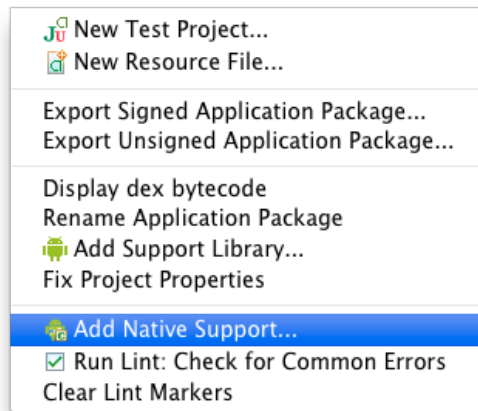 New Test Project...
New Resource File...
Export Signed Application Package...
Export Unsigned Application Package...
Display dex bytecode
Rename Application Package
Add Support Library...
Fix Project Properties
Add Native Support...
Run Lint: Check for Common Errors
Clear Lint Markers